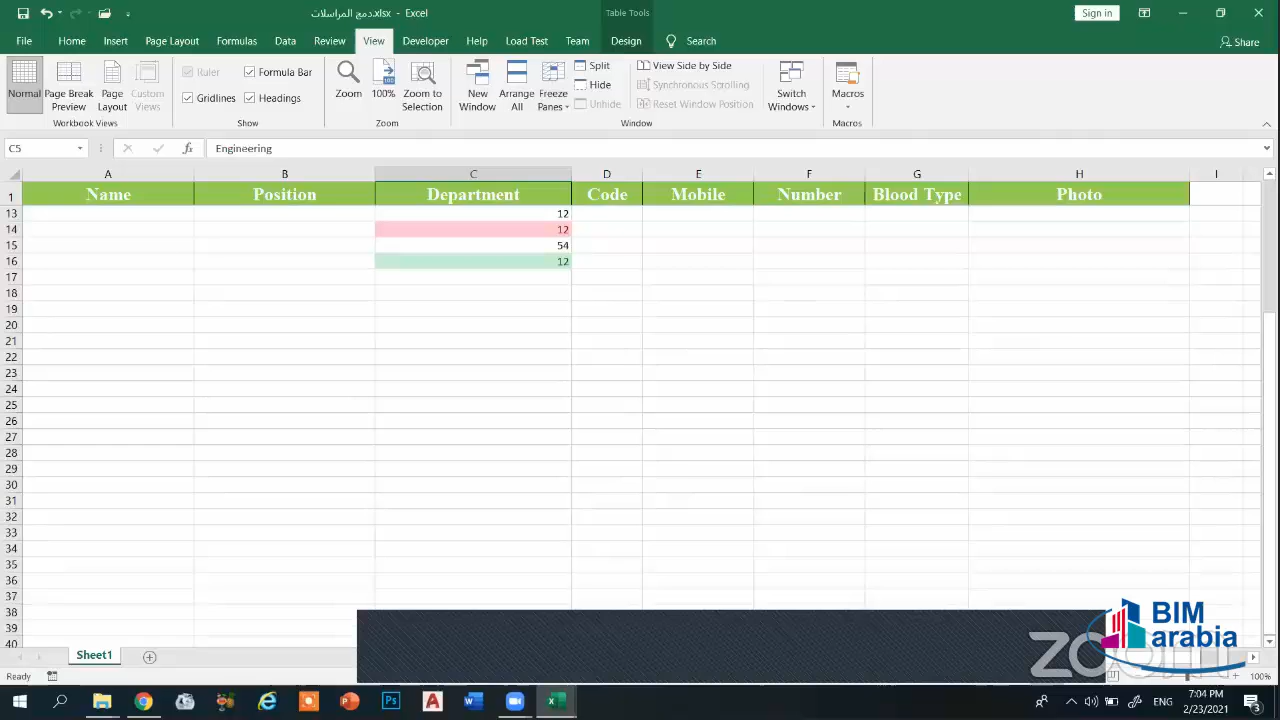 دمج المراسلات.xlsx - Excel
Table Tools
Sign in
File Home Insert Page Layout Formulas Data Review View Developer Help Load Test Team Design Search Share
Normal
Page Break Preview
Page Layout
Custom Views
Workbook Views
Ruler Formula Bar
Gridlines Headings
Show
Zoom
100%
Zoom to Selection
Zoom
New Window
Arrange All
Freeze Panes
Split
Hide
Unhide
View Side by Side
Synchronous Scrolling
Reset Window Position
Window
Switch Windows
Macros
Macros
C5 fx Engineering
A B C D E F G H I
1 Name Position Department Code Mobile Number Blood Type Photo
13 12
14 12
15 54
16 12
17
18
19
20
21
22
23
24
25
26
27
28
29
30
31
32
33
34
35
36
37
38
39
40
BIM
arabia
zoom
Sheet1
Ready
100%
7:04 PM
ENG
2/23/2021
3